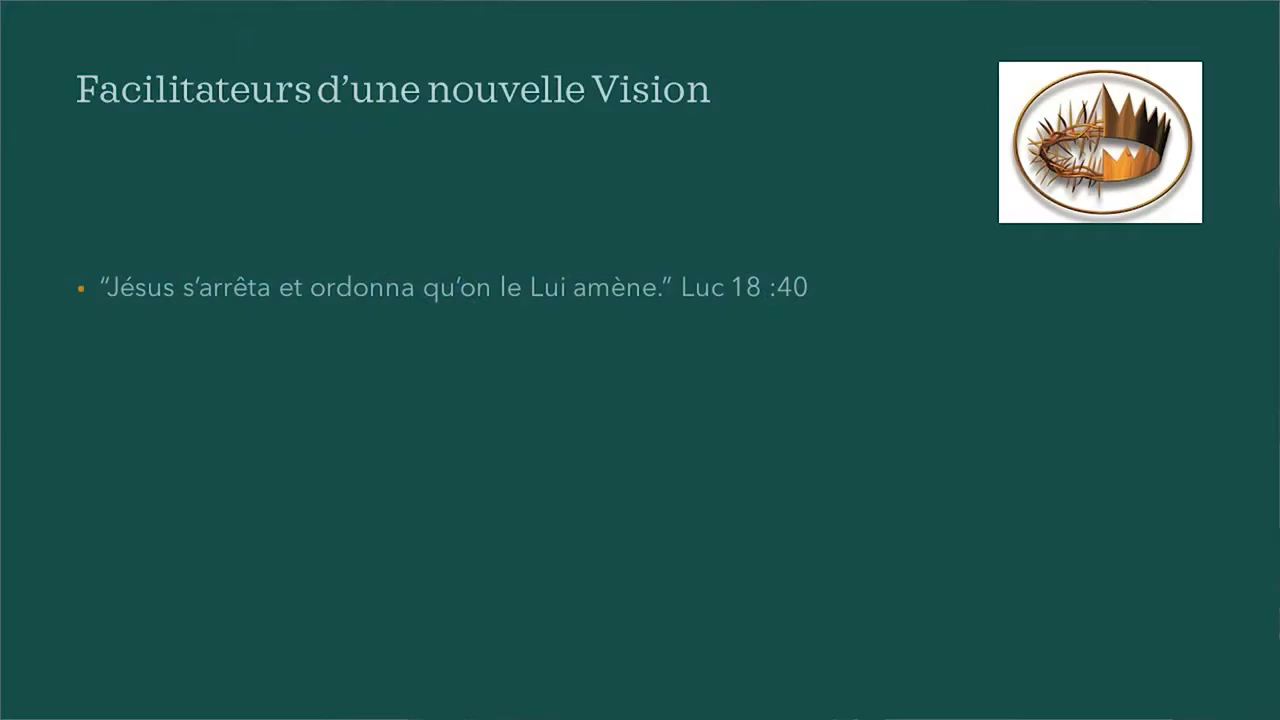 Facilitateurs d’une nouvelle Vision
• “Jésus s’arrêta et ordonna qu’on le Lui amène.” Luc 18 :40